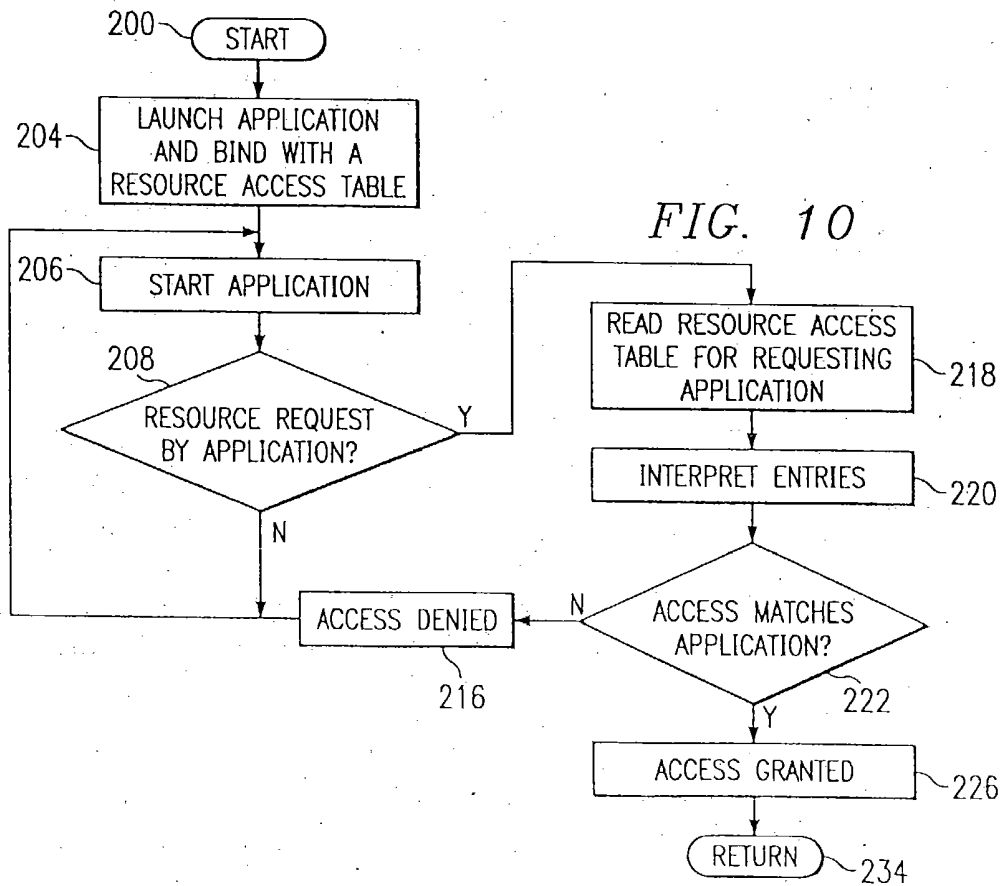 200
START
204
LAUNCH APPLICATION
AND BIND WITH A
RESOURCE ACCESS TABLE
FIG. 10
206
START APPLICATION
208
RESOURCE REQUEST
BY APPLICATION?
Y
N
READ RESOURCE ACCESS
TABLE FOR REQUESTING
APPLICATION
218
INTERPRET ENTRIES
220
ACCESS MATCHES
APPLICATION?
222
N
ACCESS DENIED
216
Y
ACCESS GRANTED
226
RETURN
234